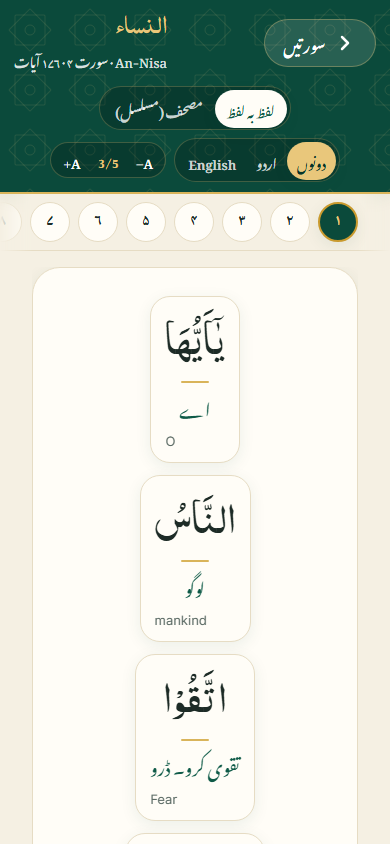 النساء
سورتیں
An-Nisa · سورت ۴ · ۱۷۶ آیات
لفظ بہ لفظ
مصحف (مسلسل)
دونوں
اردو
English
A−
3/5
A+
۱
۲
۳
۴
۵
۶
۷
۸
يٰۤاَيُّهَا
اے
O
النَّاسُ
لوگو
mankind
اتَّقُوْا
تقوی کرو۔ ڈرو
Fear